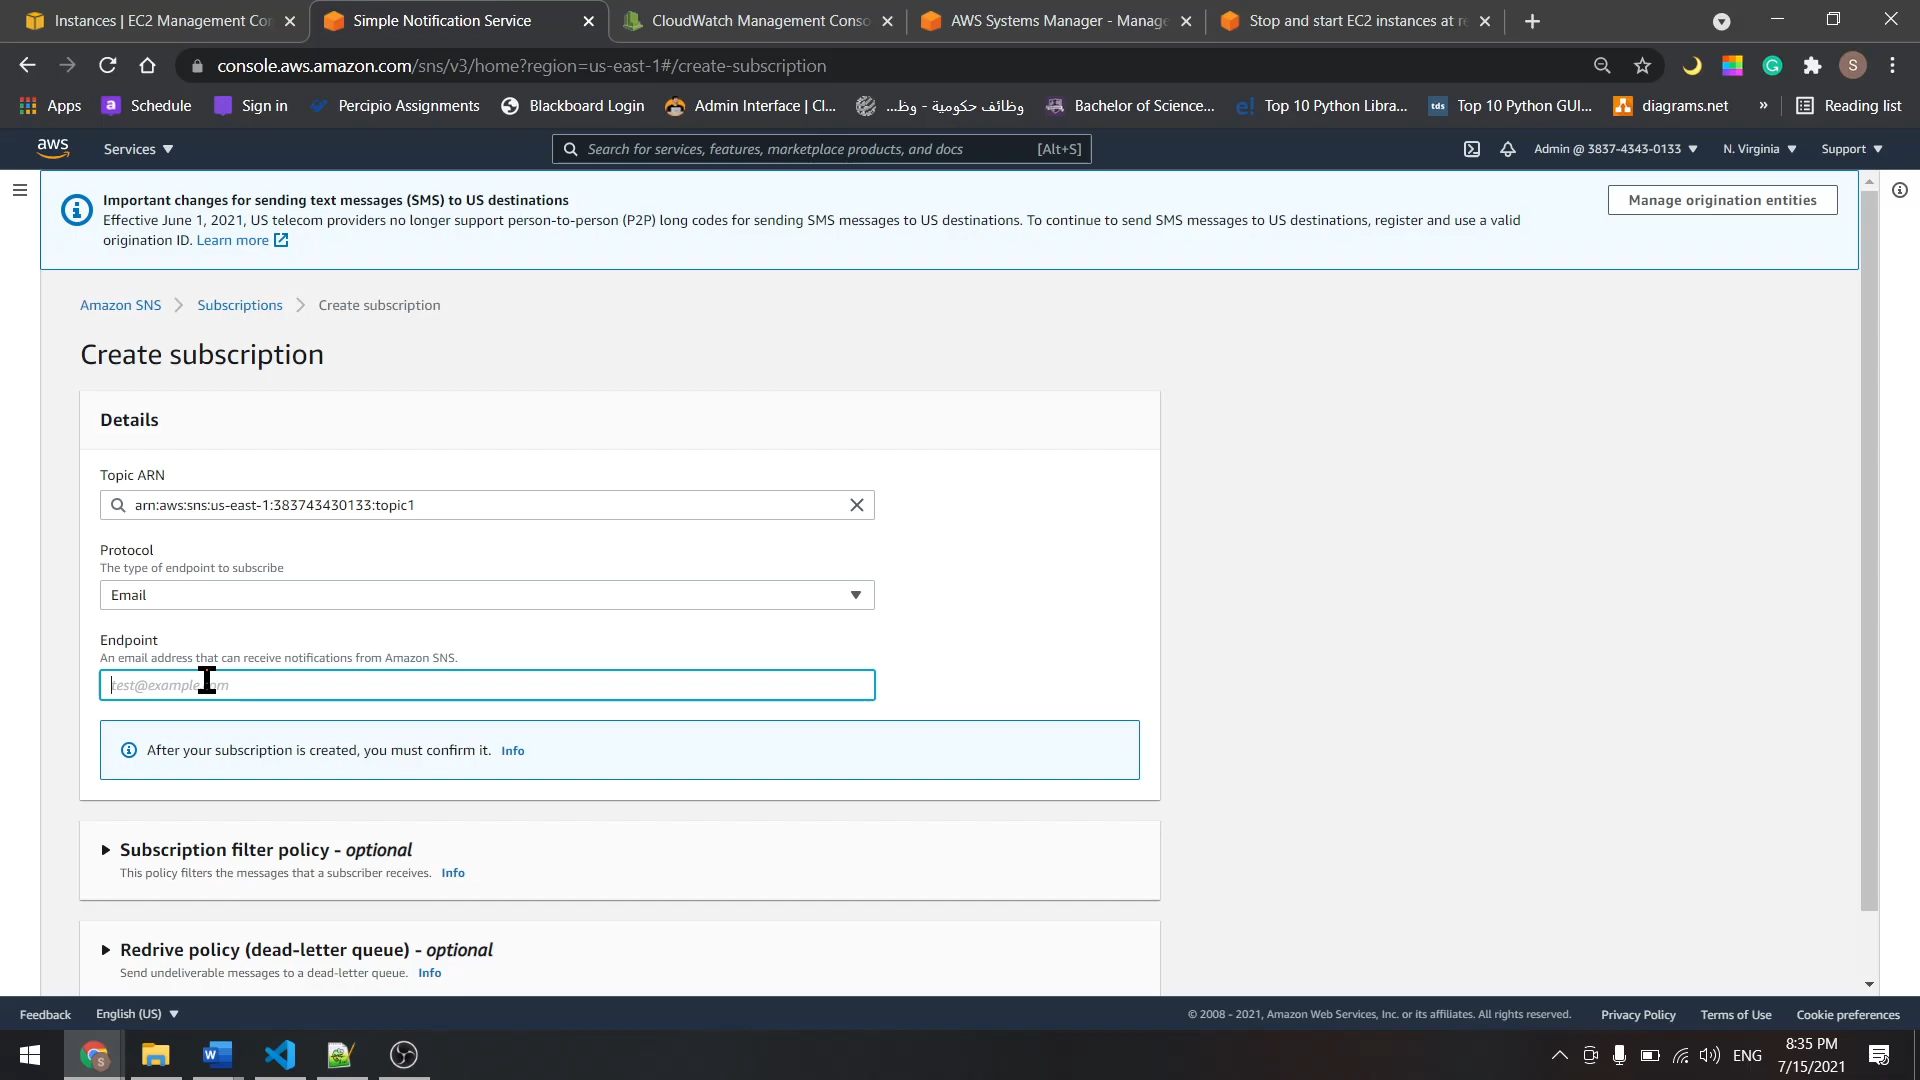 Instances | EC2 Management Con
Simple Notification Service
CloudWatch Management Conso
AWS Systems Manager - Manage
Stop and start EC2 instances at re
console.aws.amazon.com/sns/v3/home?region=us-east-1#/create-subscription
S
Apps
Schedule
Sign in
Percipio Assignments
Blackboard Login
Admin Interface | Cl...
وظائف حكومية - وظ...
Bachelor of Science...
Top 10 Python Libra...
tds
Top 10 Python GUI...
diagrams.net
»
Reading list
aws
Services
Search for services, features, marketplace products, and docs
[Alt+S]
Admin @ 3837-4343-0133
N. Virginia
Support
Important changes for sending text messages (SMS) to US destinations
Effective June 1, 2021, US telecom providers no longer support person-to-person (P2P) long codes for sending SMS messages to US destinations. To continue to send SMS messages to US destinations, register and use a valid
origination ID. Learn more
Manage origination entities
Amazon SNS
Subscriptions
Create subscription
Create subscription
Details
Topic ARN
arn:aws:sns:us-east-1:383743430133:topic1
Protocol
The type of endpoint to subscribe
Email
Endpoint
An email address that can receive notifications from Amazon SNS.
test@example.com
After your subscription is created, you must confirm it. Info
Subscription filter policy - optional
This policy filters the messages that a subscriber receives. Info
Redrive policy (dead-letter queue) - optional
Send undeliverable messages to a dead-letter queue. Info
Feedback
English (US)
© 2008 - 2021, Amazon Web Services, Inc. or its affiliates. All rights reserved.
Privacy Policy
Terms of Use
Cookie preferences
ENG
8:35 PM
7/15/2021